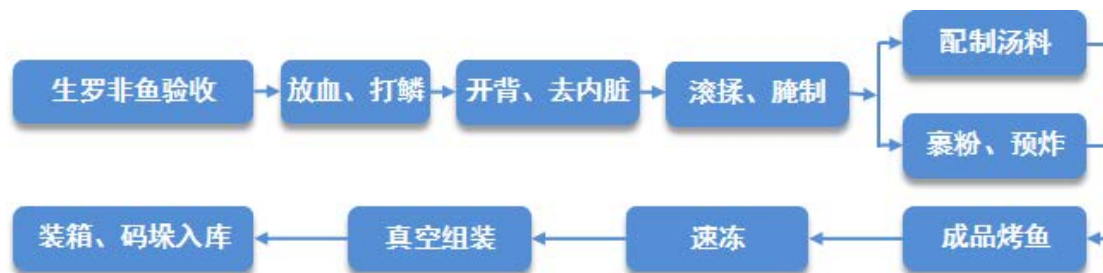 生罗非鱼验收
放血、打鳞
开背、去内脏
滚揉、腌制
配制汤料
裹粉、预炸
成品烤鱼
速冻
真空组装
装箱、码垛入库